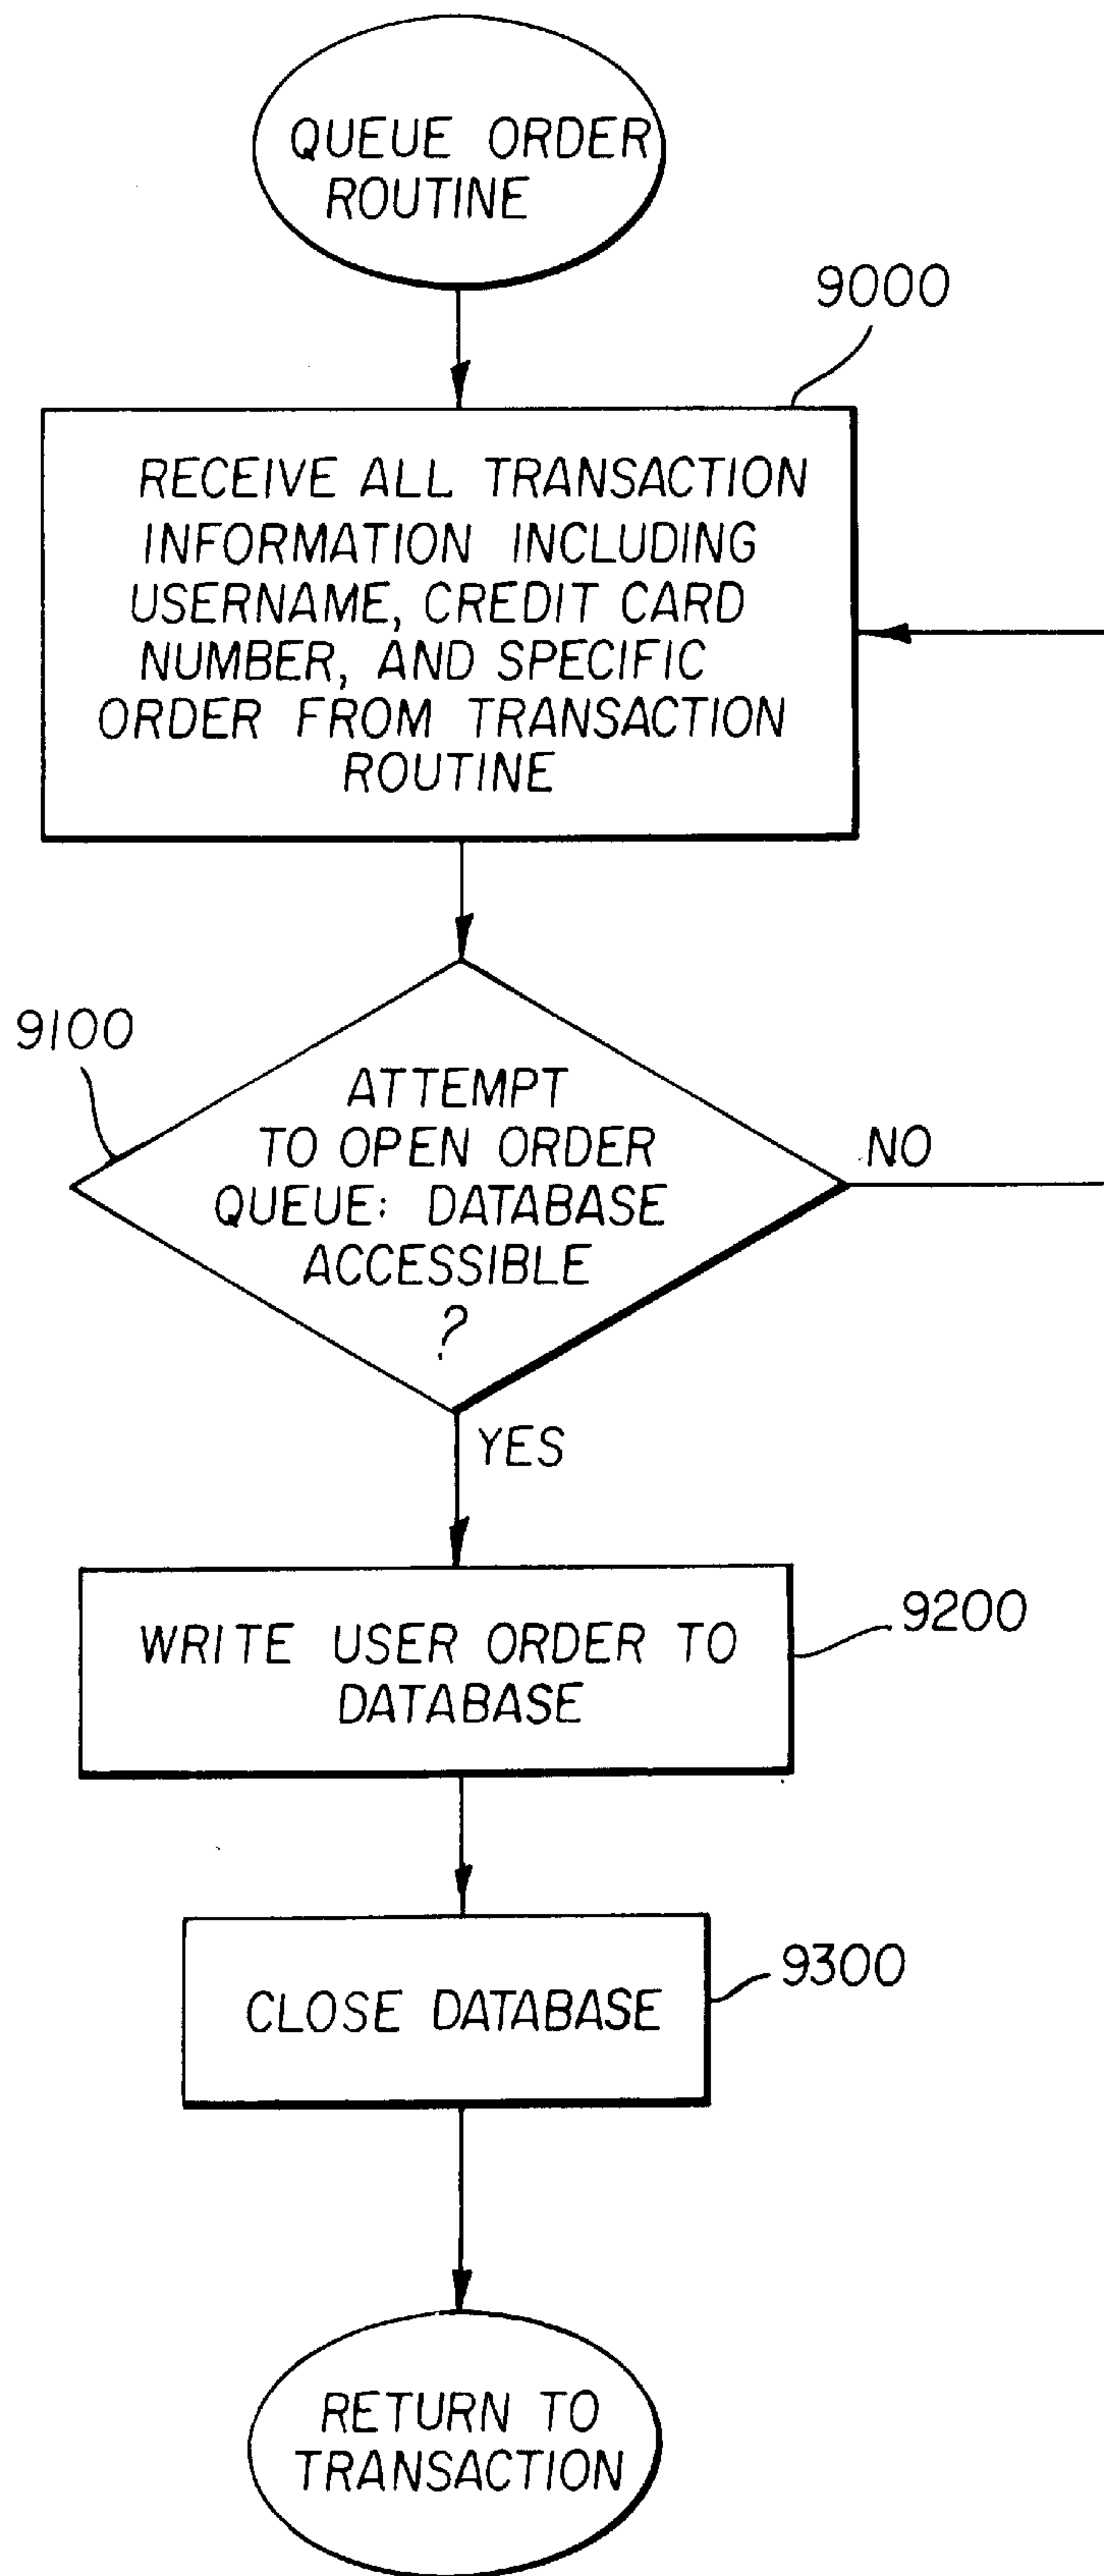 QUEUE ORDER
ROUTINE
9000
RECEIVE ALL TRANSACTION
INFORMATION INCLUDING
USERNAME, CREDIT CARD
NUMBER, AND SPECIFIC
ORDER FROM TRANSACTION
ROUTINE
9100
ATTEMPT
TO OPEN ORDER
QUEUE: DATABASE
ACCESSIBLE
?
NO
YES
WRITE USER ORDER TO
DATABASE
9200
CLOSE DATABASE
9300
RETURN TO
TRANSACTION